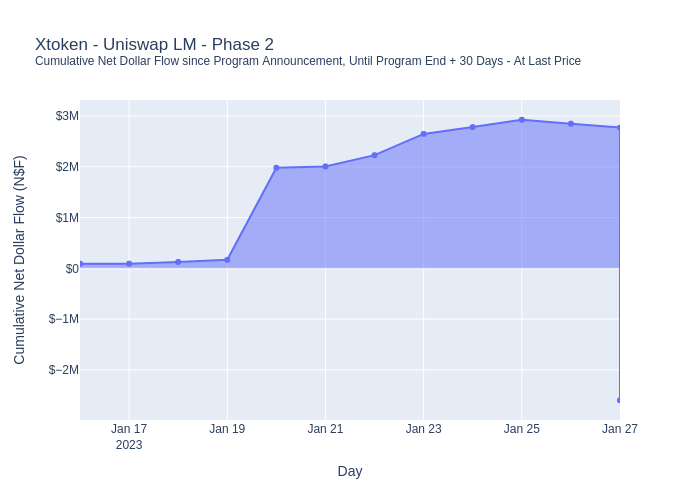 Xtoken - Uniswap LM - Phase 2
Cumulative Net Dollar Flow since Program Announcement, Until Program End + 30 Days - At Last Price
Cumulative Net Dollar Flow (N$F)
$3M
$2M
$1M
$0
$−1M
$−2M
Jan 17
2023
Jan 19
Jan 21
Jan 23
Jan 25
Jan 27
Day